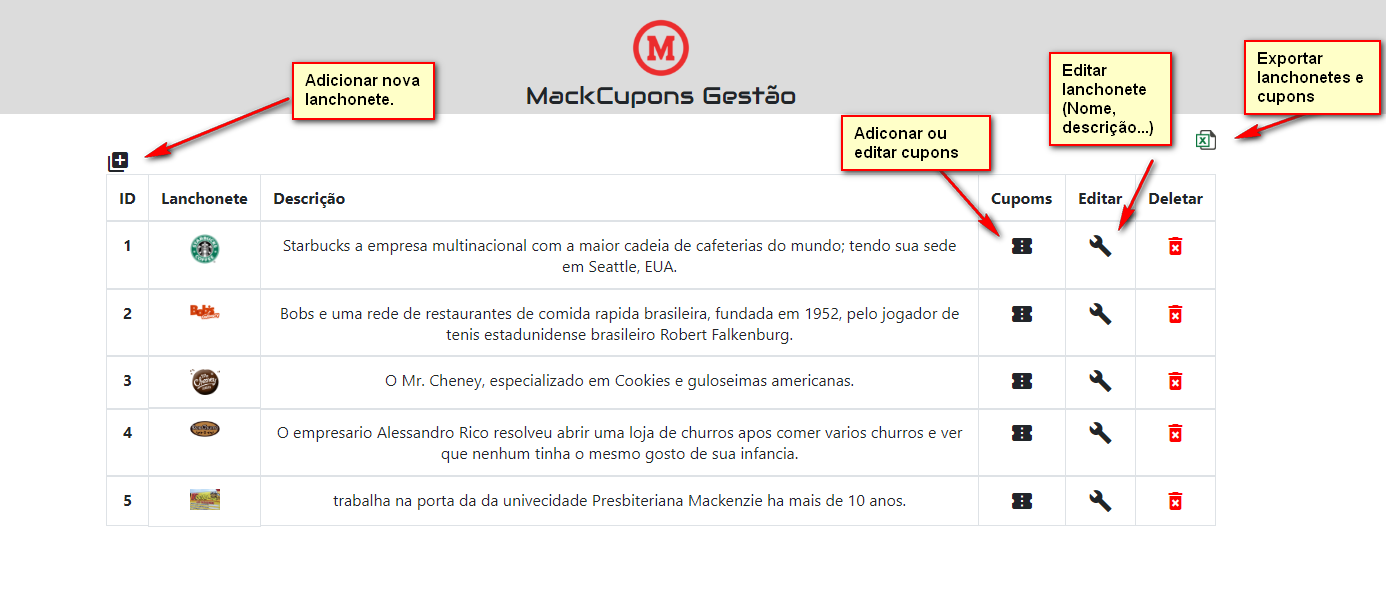 M
MackCupons Gestão
Adicionar nova
lanchonete.
Adiconar ou
editar cupons
Editar
lanchonete
(Nome,
descrição...)
Exportar
lanchonetes e
cupons
ID Lanchonete Descrição Cupoms Editar Deletar
1 Starbucks a empresa multinacional com a maior cadeia de cafeterias do mundo; tendo sua sede
em Seattle, EUA.
2 Bob's Bobs e uma rede de restaurantes de comida rapida brasileira, fundada em 1952, pelo jogador de
tenis estadunidense brasileiro Robert Falkenburg.
3 Cheney O Mr. Cheney, especializado em Cookies e guloseimas americanas.
4 O empresario Alessandro Rico resolveu abrir uma loja de churros apos comer varios churros e ver
que nenhum tinha o mesmo gosto de sua infancia.
5 trabalha na porta da da univecidade Presbiteriana Mackenzie ha mais de 10 anos.